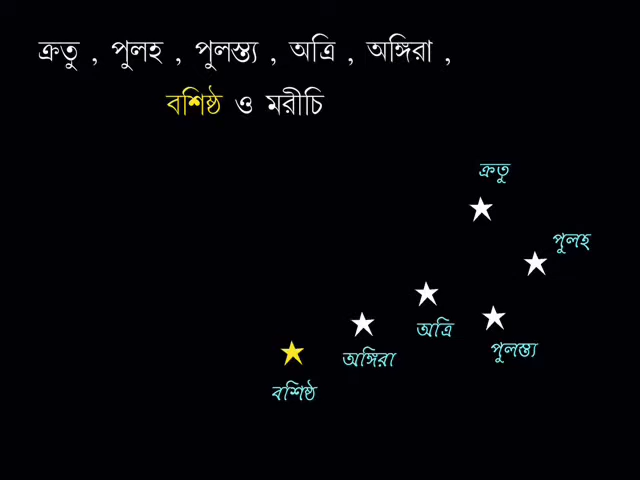 ক্রতু , পুলহ , পুলস্ত্য , অত্রি , অঙ্গিরা ,
বশিষ্ঠ ও মরীচি
ক্রতু
পুলহ
অত্রি
পুলস্ত্য
অঙ্গিরা
বশিষ্ঠ